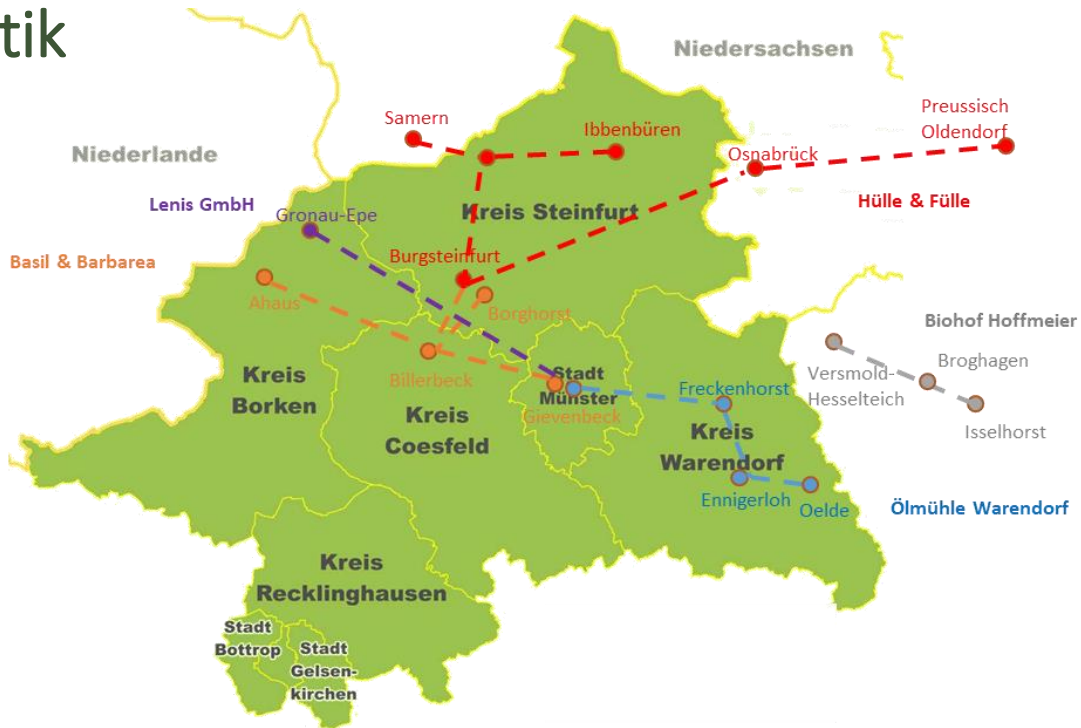 tik
Niedersachsen
Preussisch
Oldendorf
Samern
Ibbenbüren
Niederlande
Osnabrück
Lenis GmbH
Gronau-Epe
Kreis Steinfurt
Hülle & Fülle
Basil & Barbarea
Burgsteinfurt
Ahaus
Borghorst
Biohof Hoffmeier
Broghagen
Versmold-
Hesselteich
Billerbeck
Kreis
Borken
Stadt
Münster
Gievenbeck
Freckenhorst
Kreis
Coesfeld
Kreis
Warendorf
Isselhorst
Ennigerloh
Oelde
Ölmühle Warendorf
Kreis
Recklinghausen
Stadt
Bottrop
Stadt
Gelsen-
kirchen